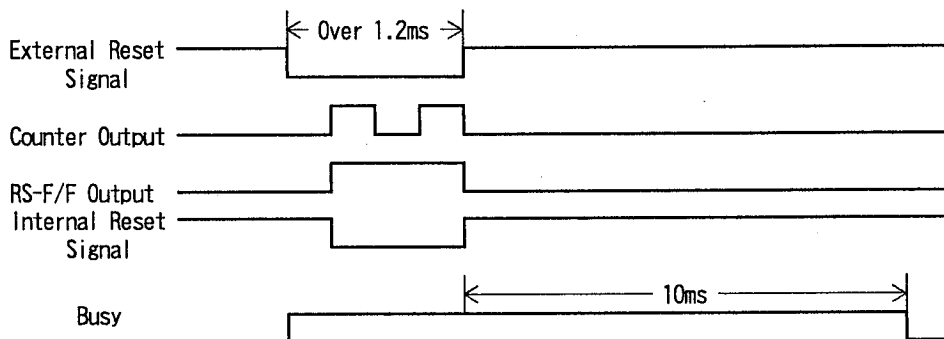 Over 1.2ms
External Reset
Signal
Counter Output
RS-F/F Output
Internal Reset
Signal
10ms
Busy